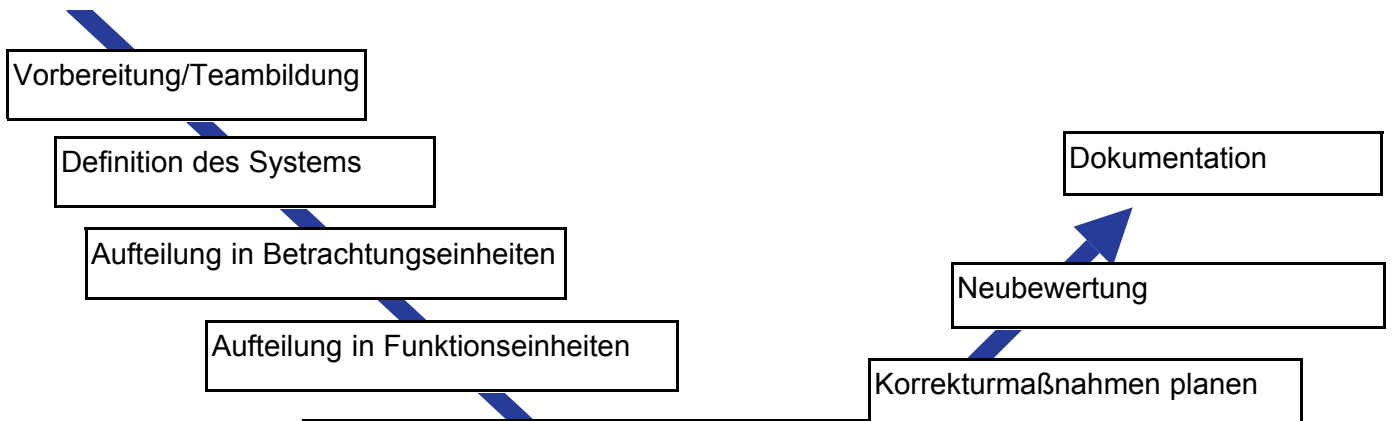 Vorbereitung/Teambildung
Definition des Systems
Aufteilung in Betrachtungseinheiten
Aufteilung in Funktionseinheiten
Dokumentation
Neubewertung
Korrekturmaßnahmen planen